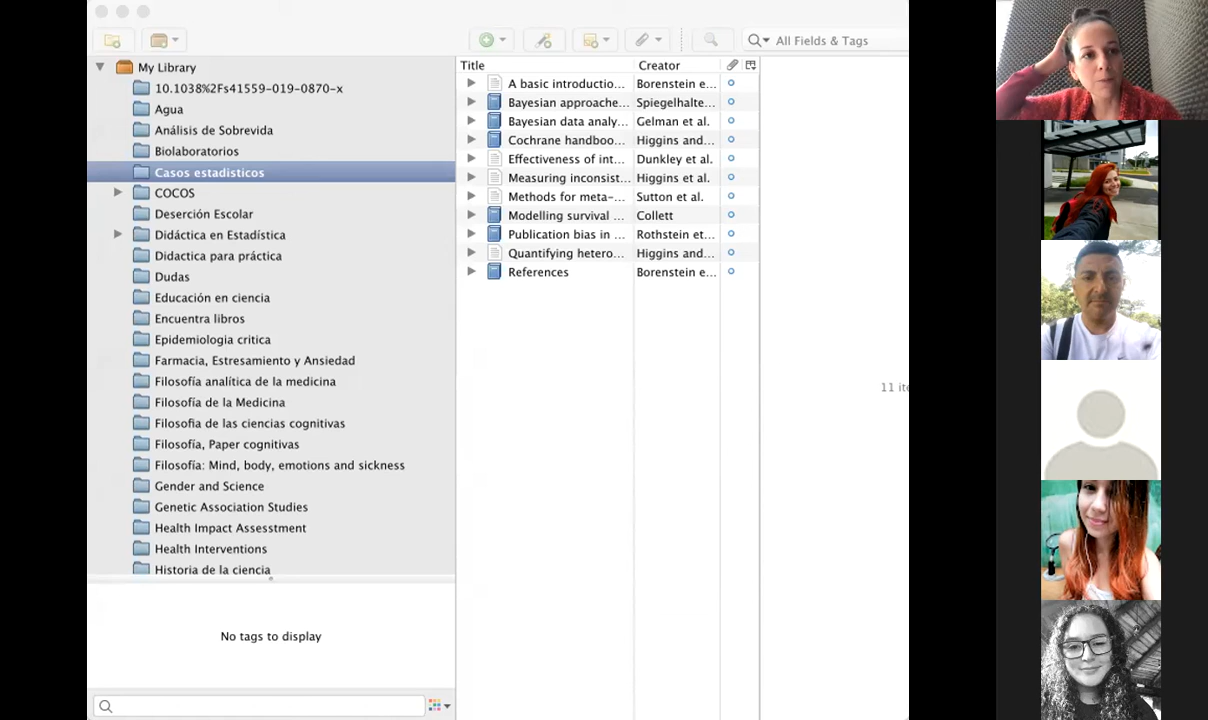 All Fields & Tags
My Library
10.1038%2Fs41559-019-0870-x
Agua
Análisis de Sobrevida
Biolaboratorios
Casos estadisticos
COCOS
Deserción Escolar
Didáctica en Estadística
Didactica para práctica
Dudas
Educación en ciencia
Encuentra libros
Epidemiologia critica
Farmacia, Estresamiento y Ansiedad
Filosofía analítica de la medicina
Filosofía de la Medicina
Filosofia de las ciencias cognitivas
Filosofía, Paper cognitivas
Filosofía: Mind, body, emotions and sickness
Gender and Science
Genetic Association Studies
Health Impact Assesstment
Health Interventions
Historia de la ciencia
No tags to display
Title Creator
A basic introductio... Borenstein e...
Bayesian approache... Spiegelhalte...
Bayesian data analy... Gelman et al.
Cochrane handboo... Higgins and...
Effectiveness of int... Dunkley et al.
Measuring inconsist... Higgins et al.
Methods for meta-... Sutton et al.
Modelling survival ... Collett
Publication bias in ... Rothstein et...
Quantifying hetero... Higgins and...
References Borenstein e...
11 ite